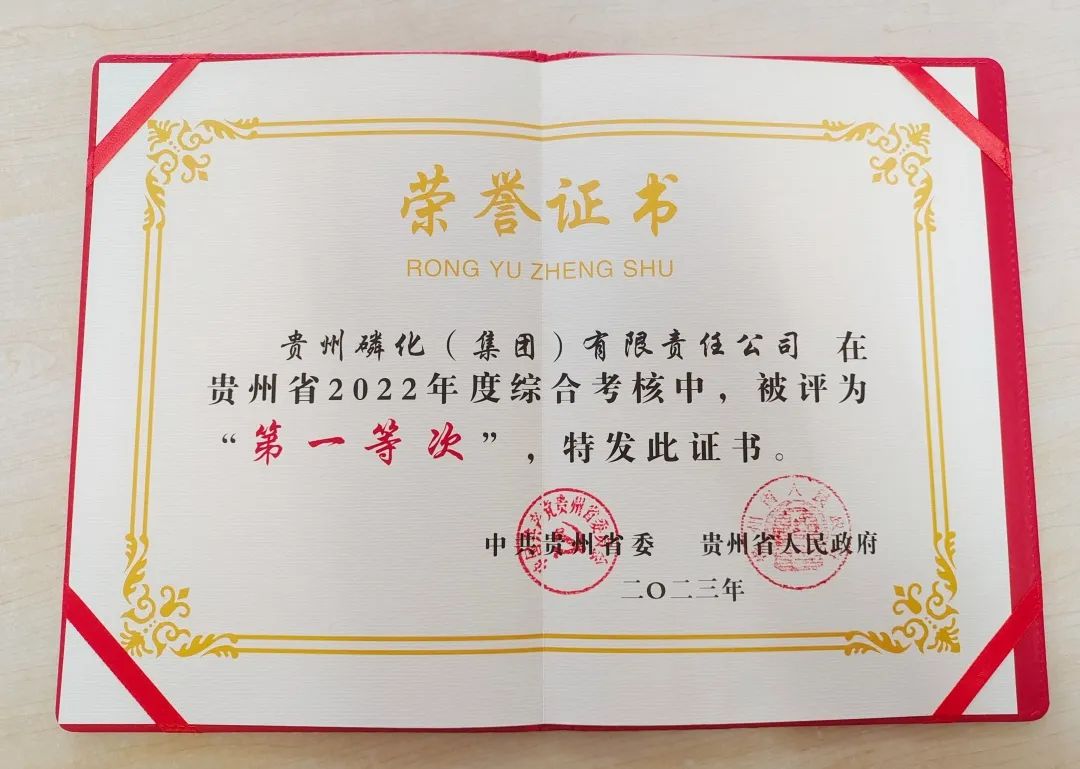 荣誉证书
RONG YU ZHENG SHU
贵州磷化（集团）有限责任公司 在
贵州省2022年度综合考核中，被评为
“第一等次”，特发此证书。
中共贵州省委 贵州省人民政府
二〇二三年